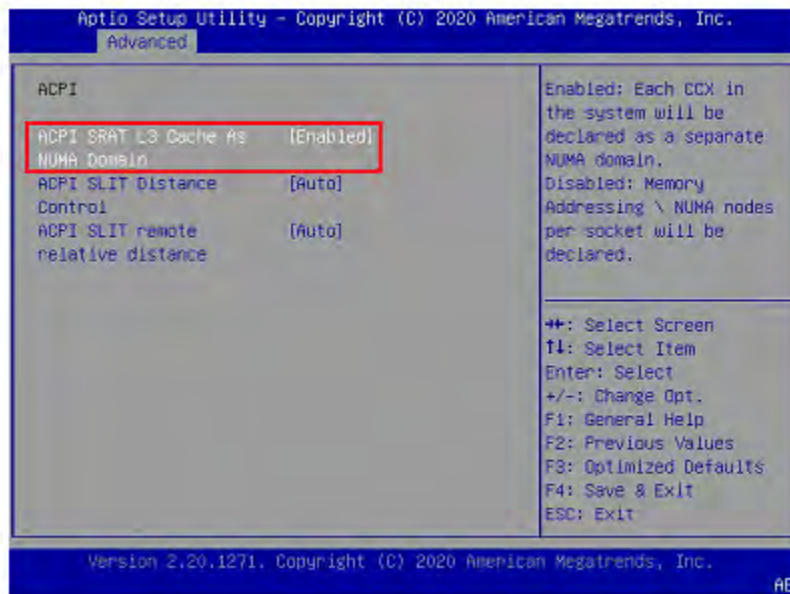 Aptio Setup Utility – Copyright (C) 2020 American Megatrends, Inc.
Advanced
ACPI
ACPI SRAT L3 Cache As [Enabled]
NUMA Domain
ACPI SLIT Distance [Auto]
Control
ACPI SLIT remote [Auto]
relative distance
Enabled: Each CCX in
the system will be
declared as a separate
NUMA domain.
Disabled: Memory
Addressing \ NUMA nodes
per socket will be
declared.
→←: Select Screen
↑↓: Select Item
Enter: Select
+/-: Change Opt.
F1: General Help
F2: Previous Values
F3: Optimized Defaults
F4: Save & Exit
ESC: Exit
Version 2.20.1271. Copyright (C) 2020 American Megatrends, Inc.
AB